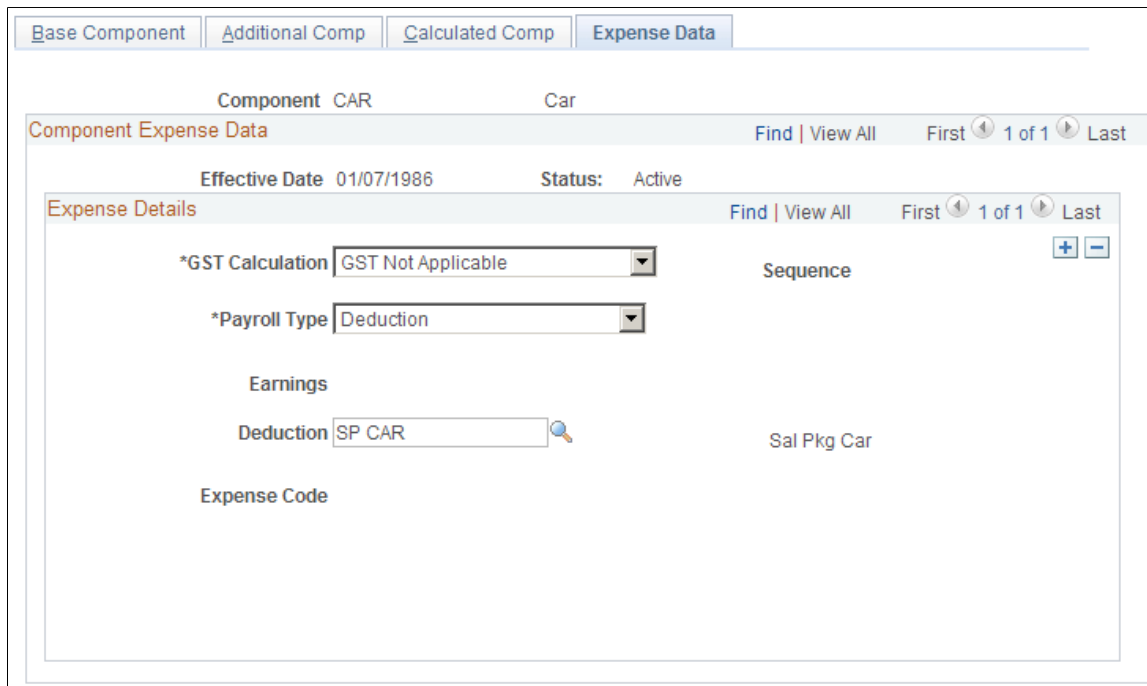 Base Component Additional Comp Calculated Comp Expense Data
Component CAR Car
Component Expense Data Find | View All First 1 of 1 Last
Effective Date 01/07/1986 Status: Active
Expense Details Find | View All First 1 of 1 Last
*GST Calculation GST Not Applicable Sequence
*Payroll Type Deduction
Earnings
Deduction SP CAR Sal Pkg Car
Expense Code